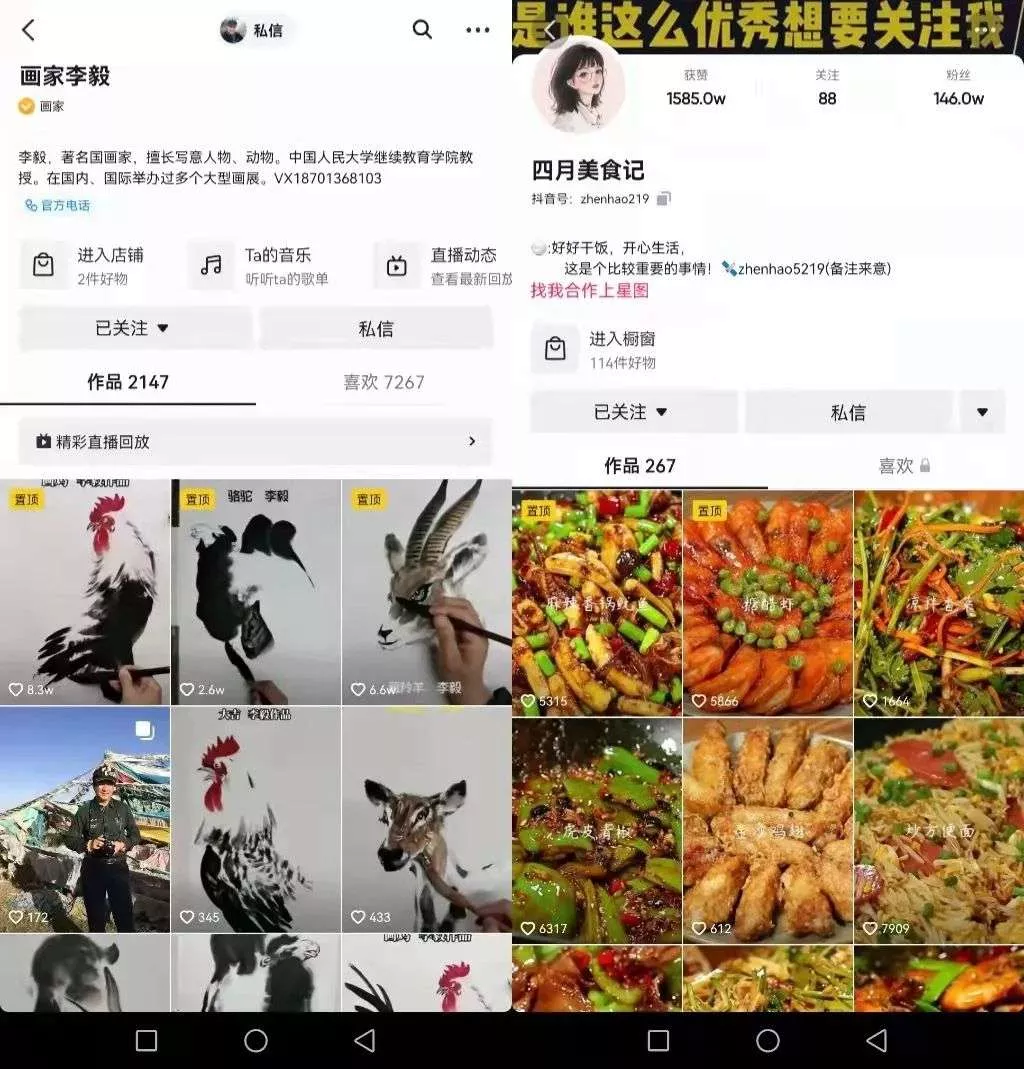 私信
画家李毅
画家
李毅，著名国画家，擅长写意人物、动物。中国人民大学继续教育学院教
授。在国内、国际举办过多个大型画展。VX18701368103
官方电话
进入店铺
2件好物
Ta的音乐
听听ta的歌单
直播动态
查看最新回放
已关注
私信
作品 2147
喜欢 7267
精彩直播回放
置顶
8.3w
置顶
骆驼 李毅
2.6w
置顶
李毅
6.6w
172
大吉 李毅作品
345
433
是谁这么优秀想要关注我
获赞
1585.0w
关注
88
粉丝
146.0w
四月美食记
抖音号：zhenhao219
:好好干饭，开心生活，
这是个比较重要的事情！zhenhao5219(备注来意)
找我合作上星图
进入橱窗
114件好物
已关注
私信
作品 267
喜欢
置顶
麻辣香锅鱿鱼
5315
置顶
糖醋虾
5866
1664
虎皮青椒
6317
612
炒方便面
7909